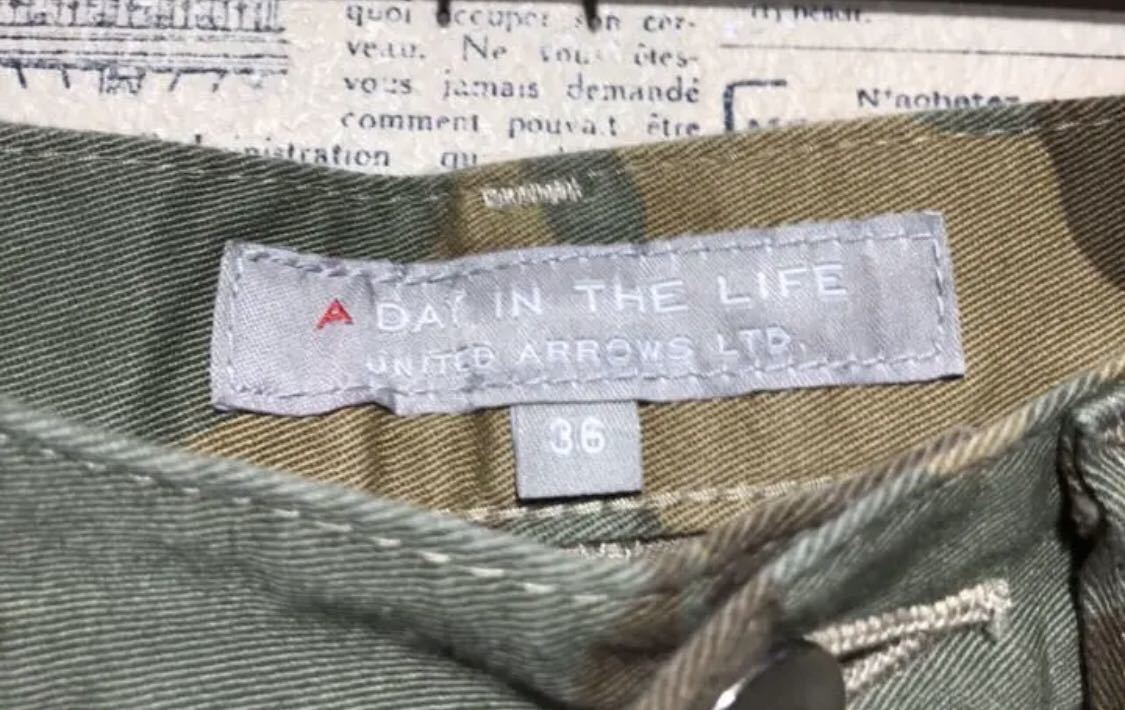 quoi occuper son cer-
veau. Ne vous êtes-
vous jamais demandé
comment pouva.t être
N'achetez
A DAY IN THE LIFE
UNITED ARROWS LTD.
36